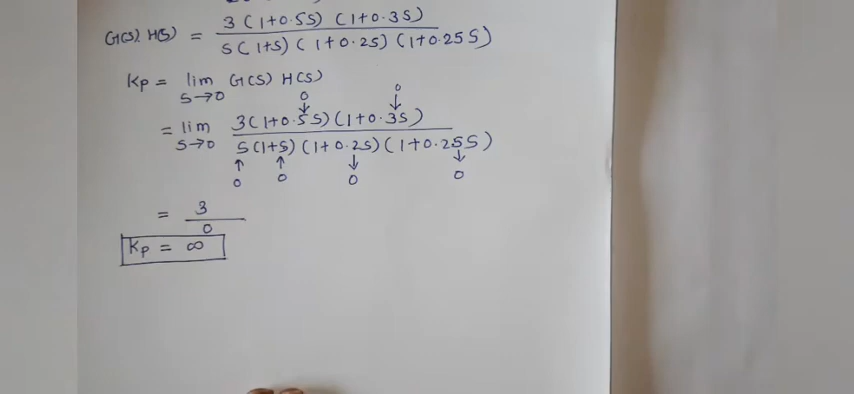 G(S) H(S) = 3(1+0.5S) (1+0.3S) / S(1+S) (1+0.2S) (1+0.25S)
Kp = lim S→0 G(S) H(S)
0 0
↓ ↓
= lim S→0 3(1+0.5S)(1+0.3S) / S(1+S)(1+0.2S)(1+0.25S)
↑ ↑ ↓ ↓
0 0 0 0
= 3 / 0
Kp = ∞